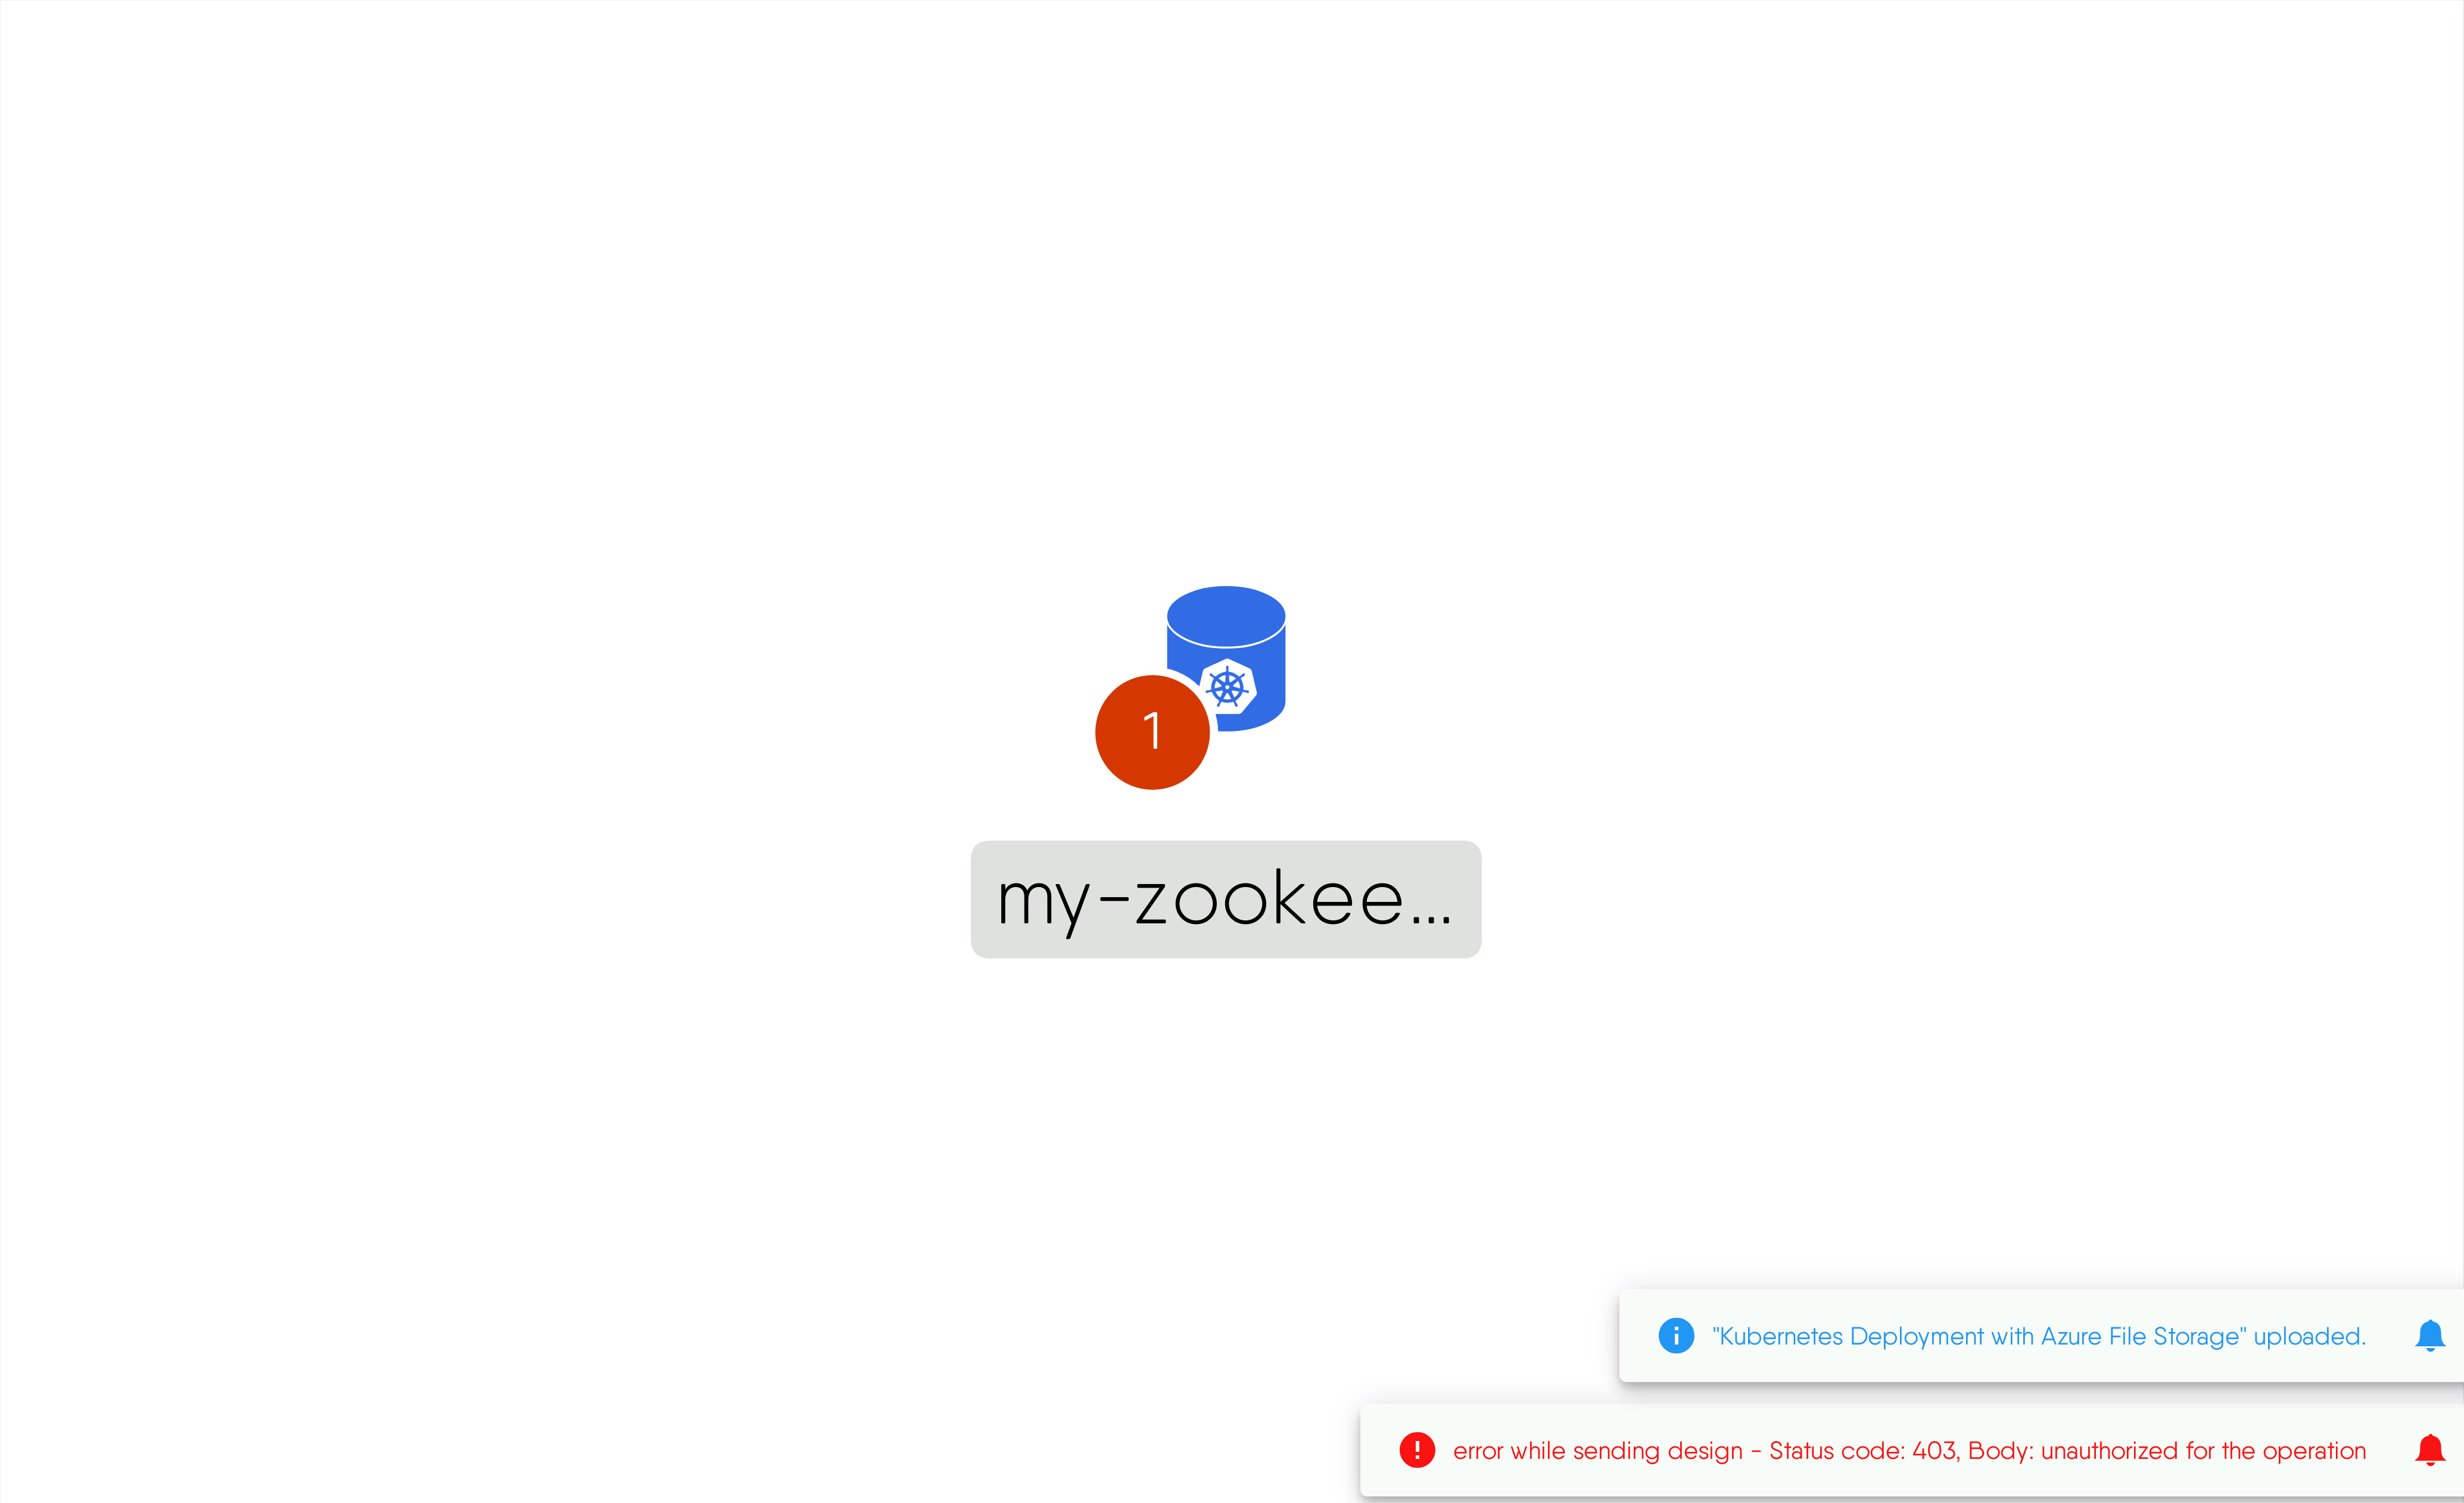 1
my-zookee...
"Kubernetes Deployment with Azure File Storage" uploaded.
error while sending design - Status code: 403, Body: unauthorized for the operation